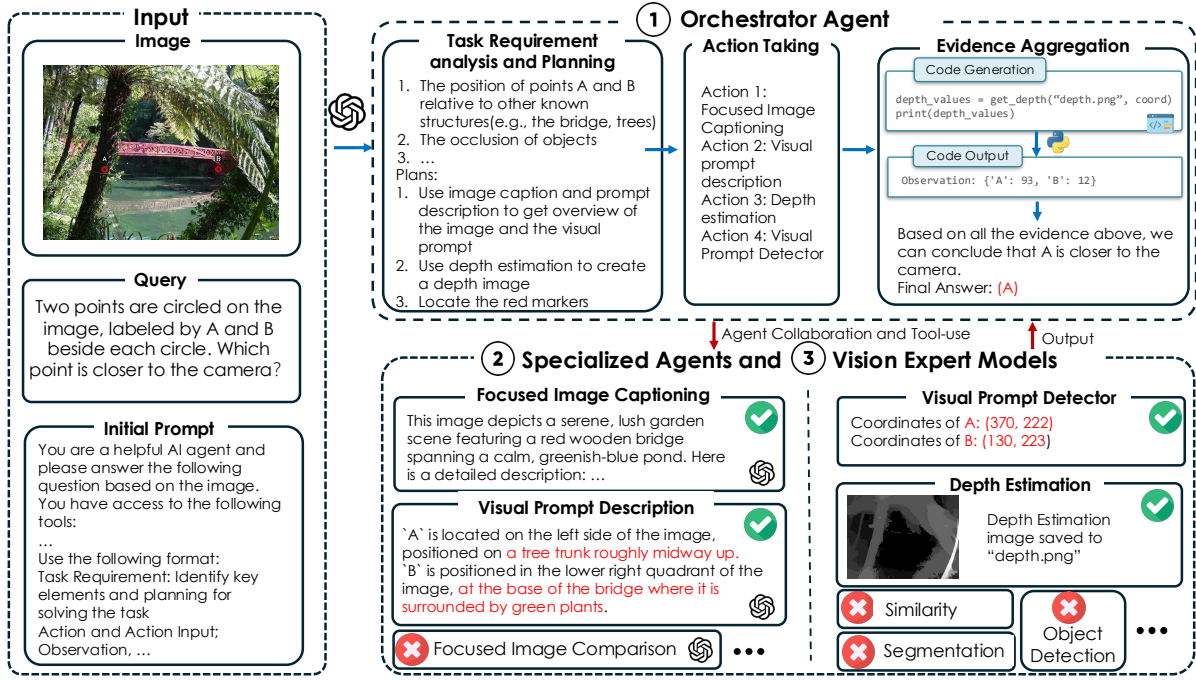 Input
Image
A
B
Query
Two points are circled on the
image, labeled by A and B
beside each circle. Which
point is closer to the camera?
Initial Prompt
You are a helpful AI agent and
please answer the following
question based on the image.
You have access to the following
tools:
...
Use the following format:
Task Requirement: Identify key
elements and planning for
solving the task
Action and Action Input;
Observation, ...
1 Orchestrator Agent
Task Requirement
analysis and Planning
1. The position of points A and B
relative to other known
structures(e.g., the bridge, trees)
2. The occlusion of objects
3. ...
Plans:
1. Use image caption and prompt
description to get overview of
the image and the visual
prompt
2. Use depth estimation to create
a depth image
3. Locate the red markers
Action Taking
Action 1:
Focused Image
Captioning
Action 2: Visual
prompt
description
Action 3: Depth
estimation
Action 4: Visual
Prompt Detector
Evidence Aggregation
Code Generation
depth_values = get_depth(“depth.png”, coord)
print(depth_values)
Code Output
Observation: {'A': 93, 'B': 12}
Based on all the evidence above, we
can conclude that A is closer to the
camera.
Final Answer: (A)
Agent Collaboration and Tool-use
Output
2 Specialized Agents and 3 Vision Expert Models
Focused Image Captioning
This image depicts a serene, lush garden
scene featuring a red wooden bridge
spanning a calm, greenish-blue pond. Here
is a detailed description: ...
Visual Prompt Description
`A` is located on the left side of the image,
positioned on a tree trunk roughly midway up.
`B` is positioned in the lower right quadrant of the
image, at the base of the bridge where it is
surrounded by green plants.
Focused Image Comparison
...
Visual Prompt Detector
Coordinates of A: (370, 222)
Coordinates of B: (130, 223)
Depth Estimation
Depth Estimation
image saved to
“depth.png”
Similarity
Segmentation
Object
Detection
...